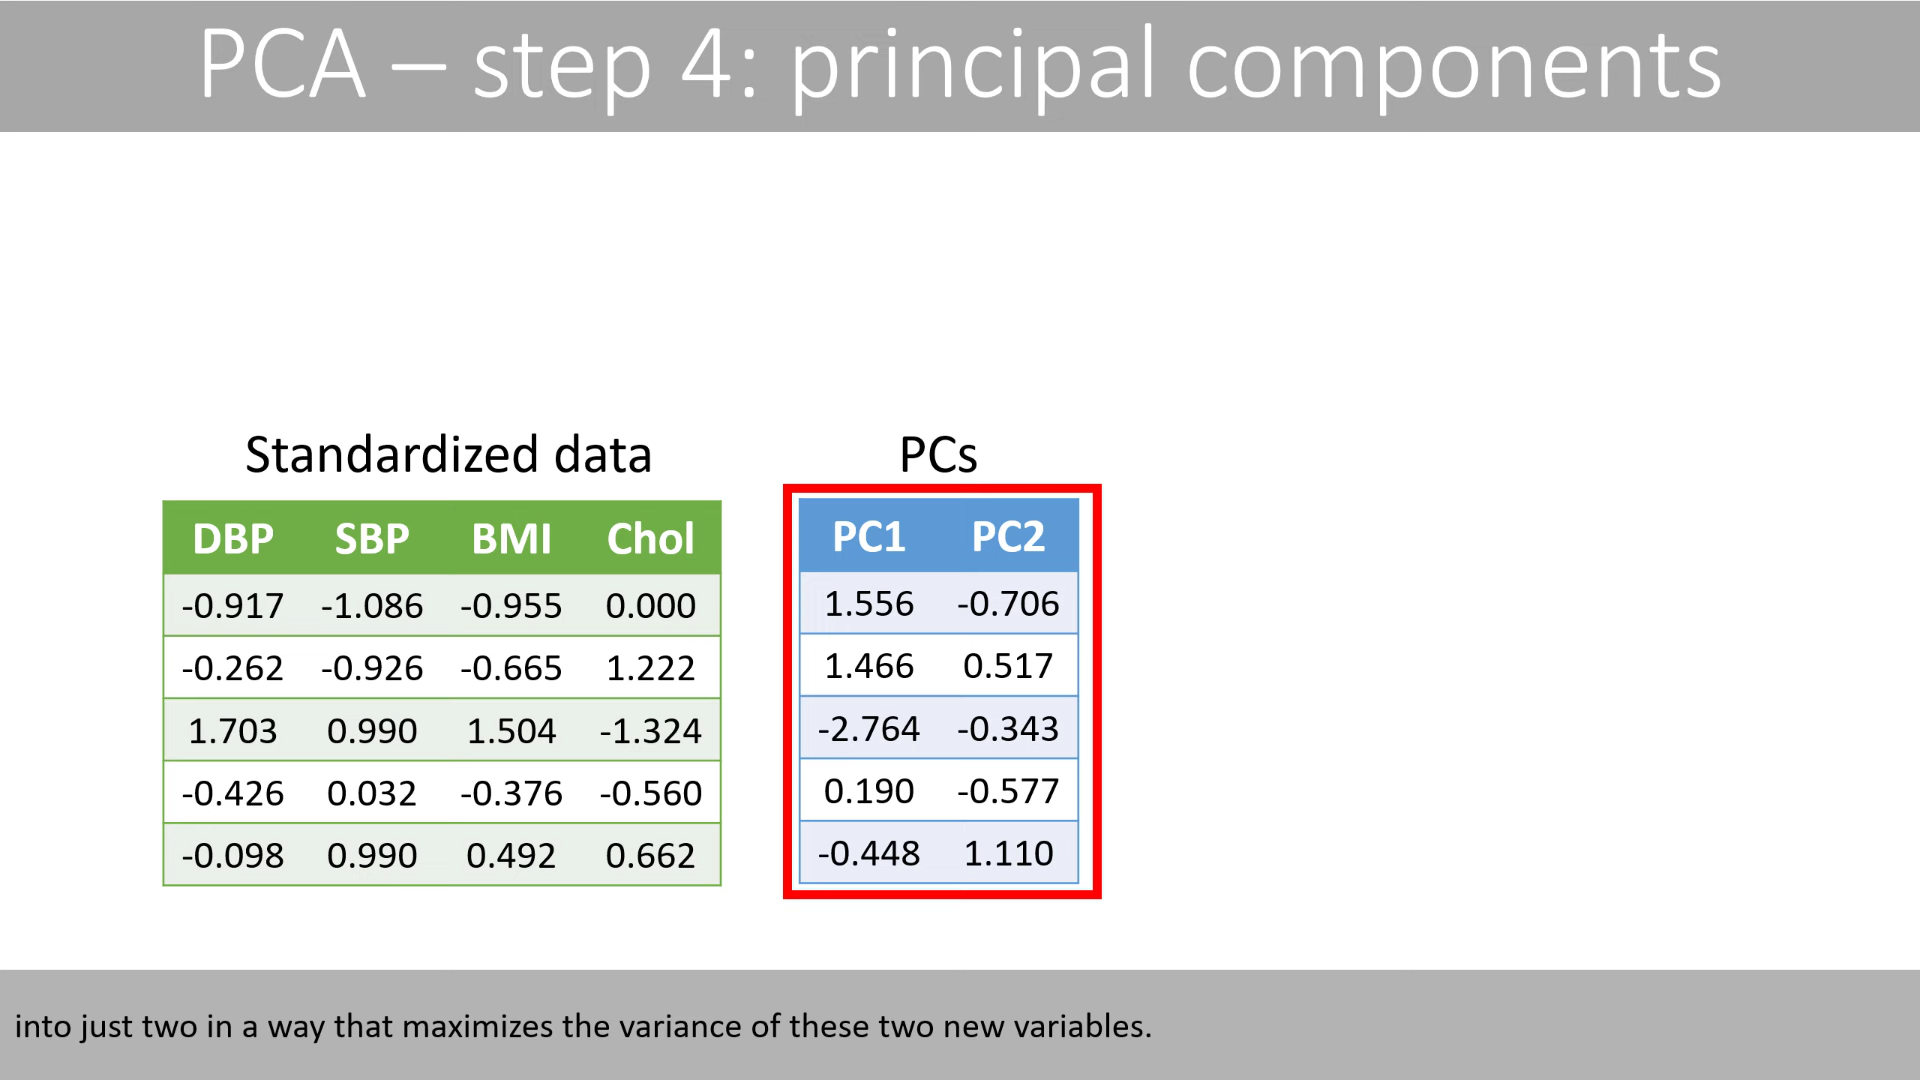 PCA – step 4: principal components
Standardized data
DBP SBP BMI Chol
-0.917 -1.086 -0.955 0.000
-0.262 -0.926 -0.665 1.222
1.703 0.990 1.504 -1.324
-0.426 0.032 -0.376 -0.560
-0.098 0.990 0.492 0.662
PCs
PC1 PC2
1.556 -0.706
1.466 0.517
-2.764 -0.343
0.190 -0.577
-0.448 1.110
into just two in a way that maximizes the variance of these two new variables.